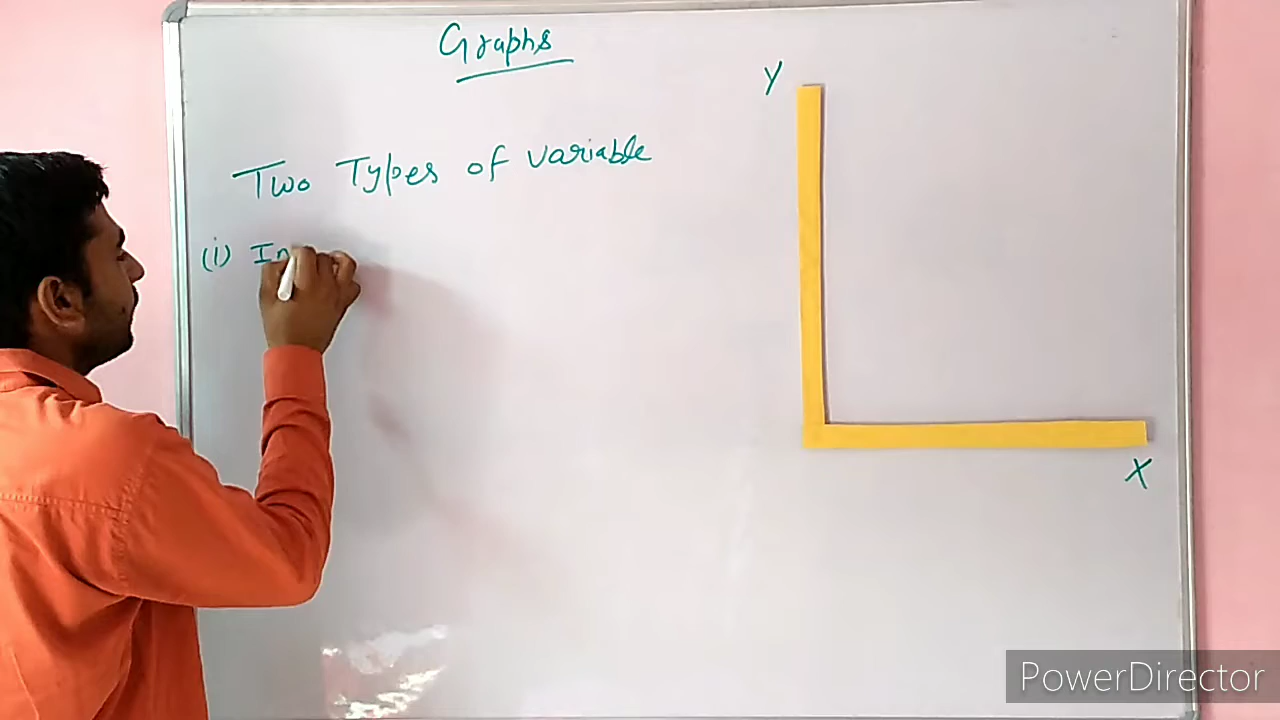 Graphs
Y
Two Types of variable
(i) In
X
PowerDirector